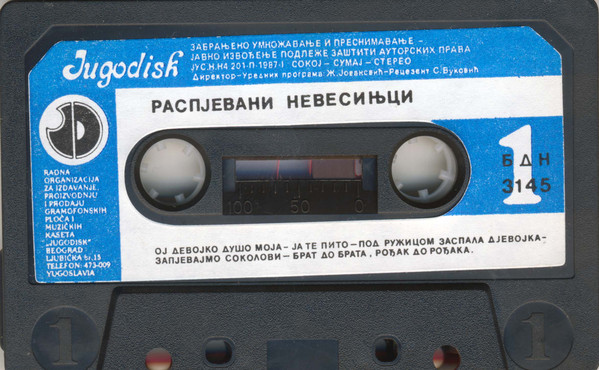 Jugodisk
ЗАБРАЊЕНО УМНОЖАВАЊЕ И ПРЕСНИМАВАЊЕ –
ЈАВНО ИЗВОЂЕЊЕ ПОДЛЕЖЕ ЗАШТИТИ АУТОРСКИХ ПРАВА
ЈУС.Н.Н4 201-П-1987-I СОКОЈ – СУМАЈ – СТЕРЕО
Директор – Уредник програма Ж.Јоевисвић – Рецезент С.Вуковић
РАСПЈЕВАНИ НЕВЕСИЊЦИ
1
БДН
3145
RADNA
ORGANIZACIJA
ZA IZDAVANJE
PROIZVODNJU
I PRODAJU
GRAMOFONSKIH
PLOČA I
MUZIČKIH
KASETA
"JUGODISK"
BEOGRAD
LJUBIČKA br.13
TELEFON: 473-009
YUGOSLAVIA
100 50 0
ОЈ ДЕВОЈКО ДУШО МОЈА – ЈА ТЕ ПИТО – ПОД РУЖИЦОМ ЗАСПАЛА ДЈЕВОЈКА-
ЗАПЈЕВАЈМО СОКОЛОВИ – БРАТ ДО БРАТА, РОЂАК ДО РОЂАКА.
1 1